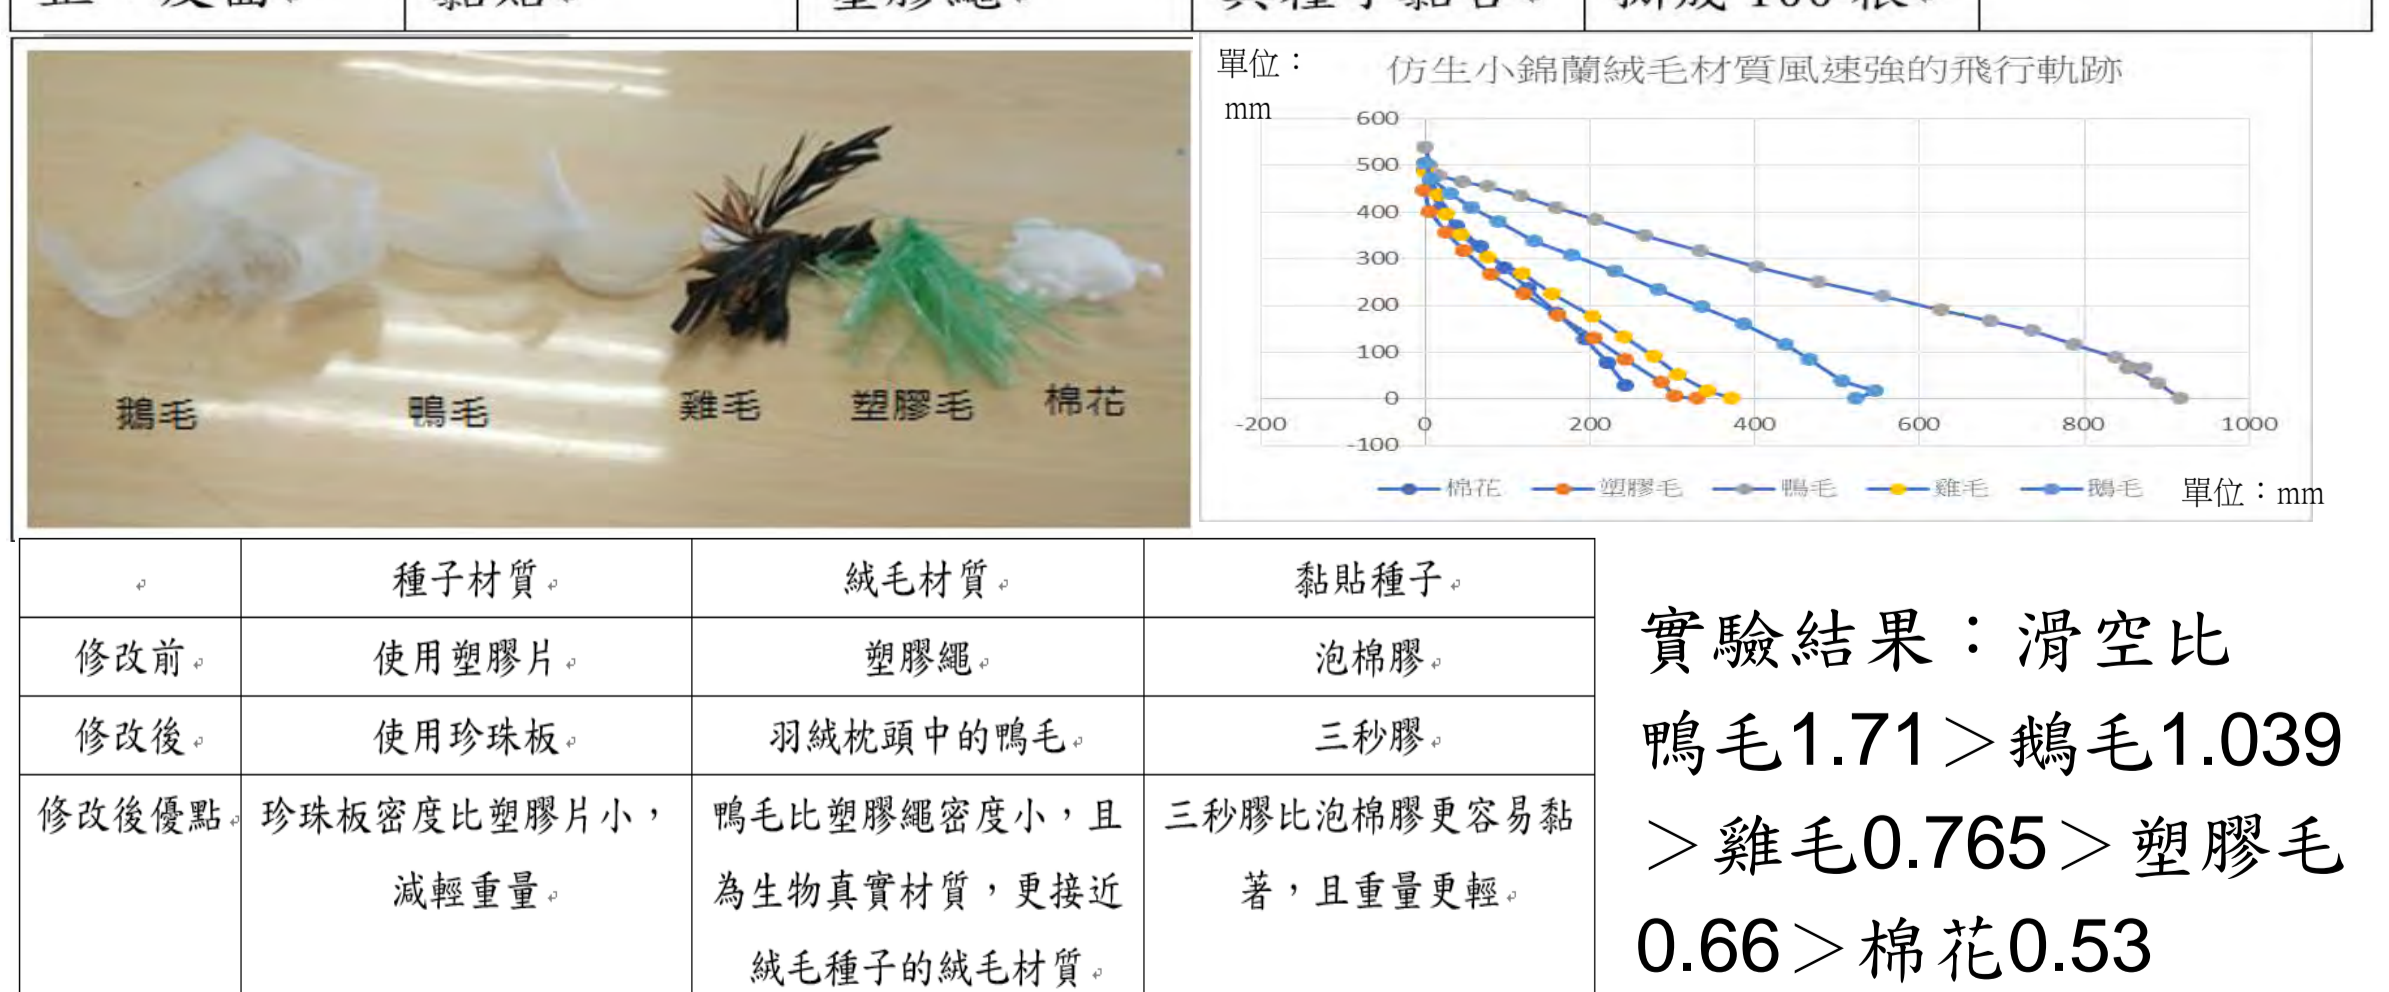 黏貼
塑膠繩
單位：
mm
仿生小錦蘭絨毛材質風速強的飛行軌跡
600
500
400
300
200
100
0
-100
-200 0 200 400 600 800 1000
棉花 塑膠毛 鴨毛 雞毛 鵝毛
單位：mm
鵝毛 鴨毛 雞毛 塑膠毛 棉花
種子材質 絨毛材質 黏貼種子
修改前 使用塑膠片 塑膠繩 泡棉膠
修改後 使用珍珠板 羽絨枕頭中的鴨毛 三秒膠
修改後優點 珍珠板密度比塑膠片小， 鴨毛比塑膠繩密度小，且 三秒膠比泡棉膠更容易黏
減輕重量 為生物真實材質，更接近 著，且重量更輕
絨毛種子的絨毛材質
實驗結果：滑空比
鴨毛1.71＞鵝毛1.039
＞雞毛0.765＞塑膠毛
0.66＞棉花0.53